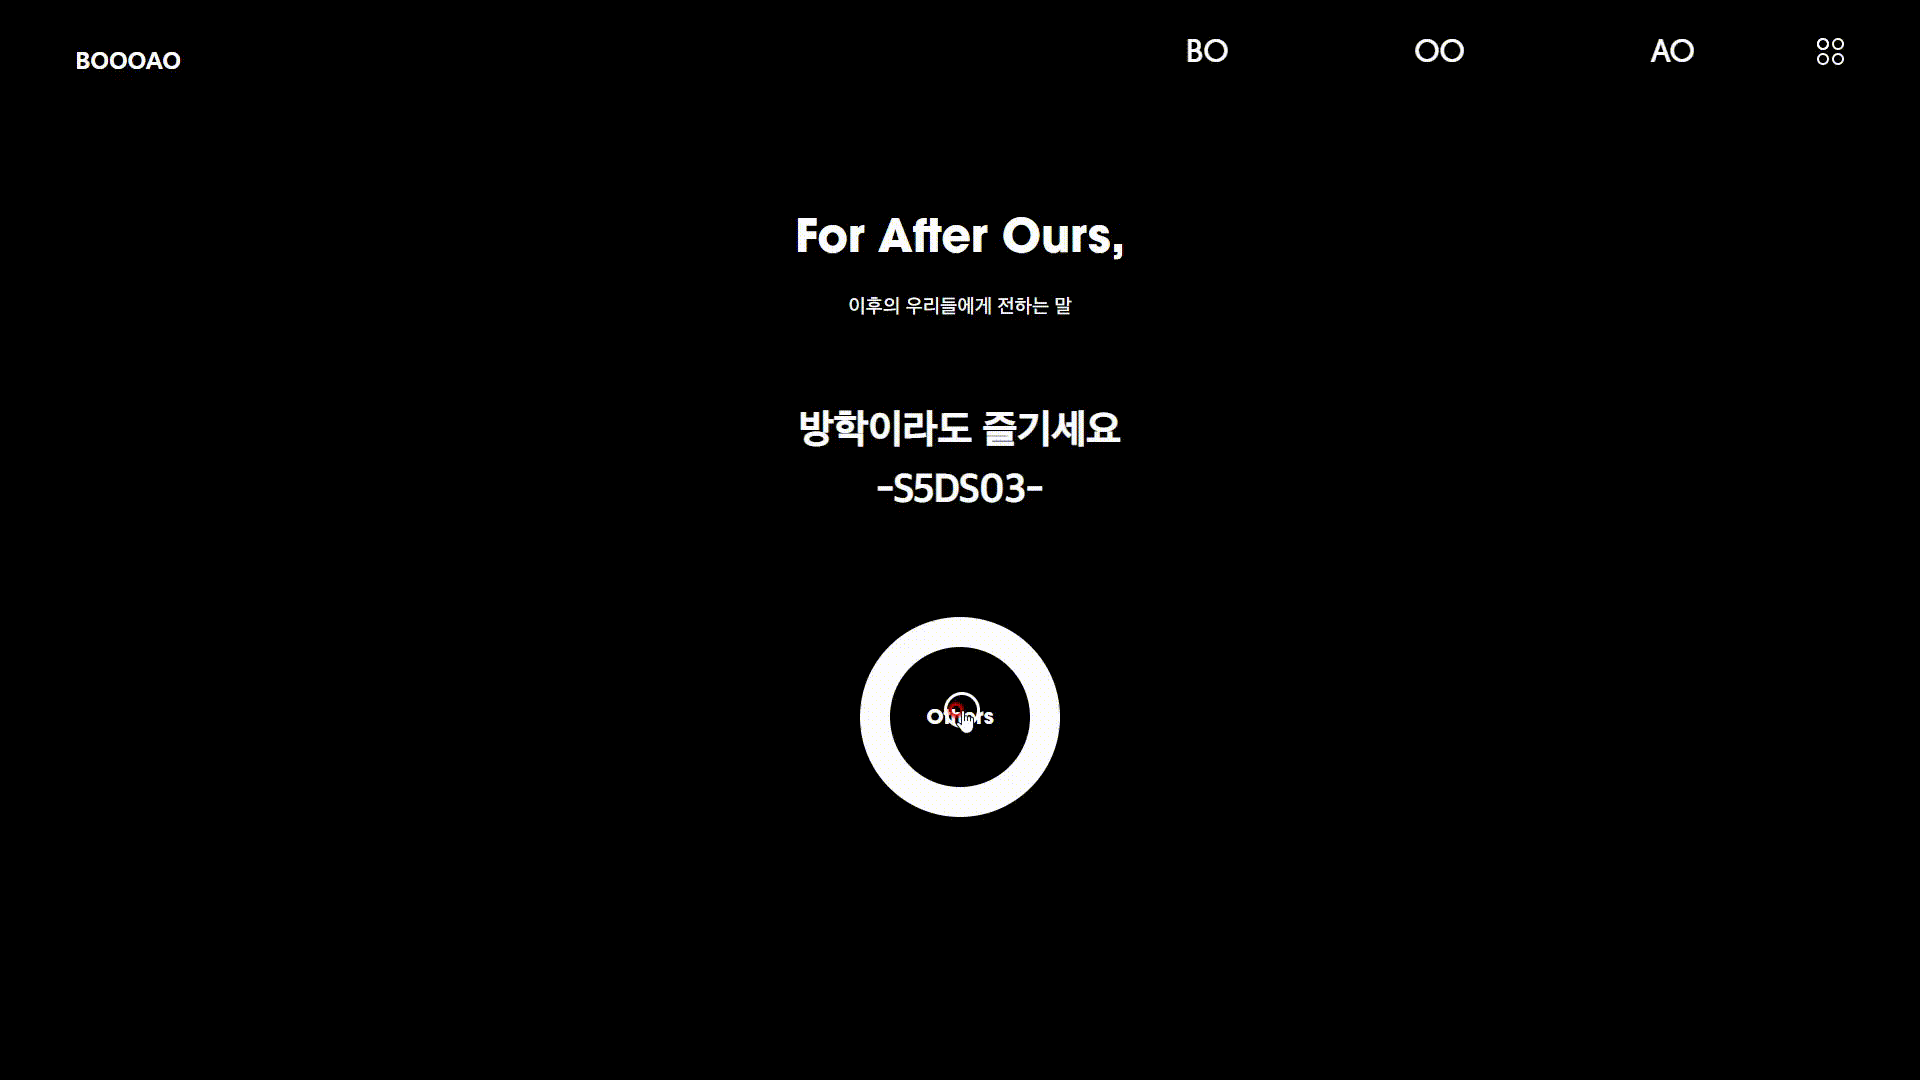 BOOOAO
BO
OO
AO
For After Ours,
이후의 우리들에게 전하는 말
방학이라도 즐기세요
-S5DS03-
Others